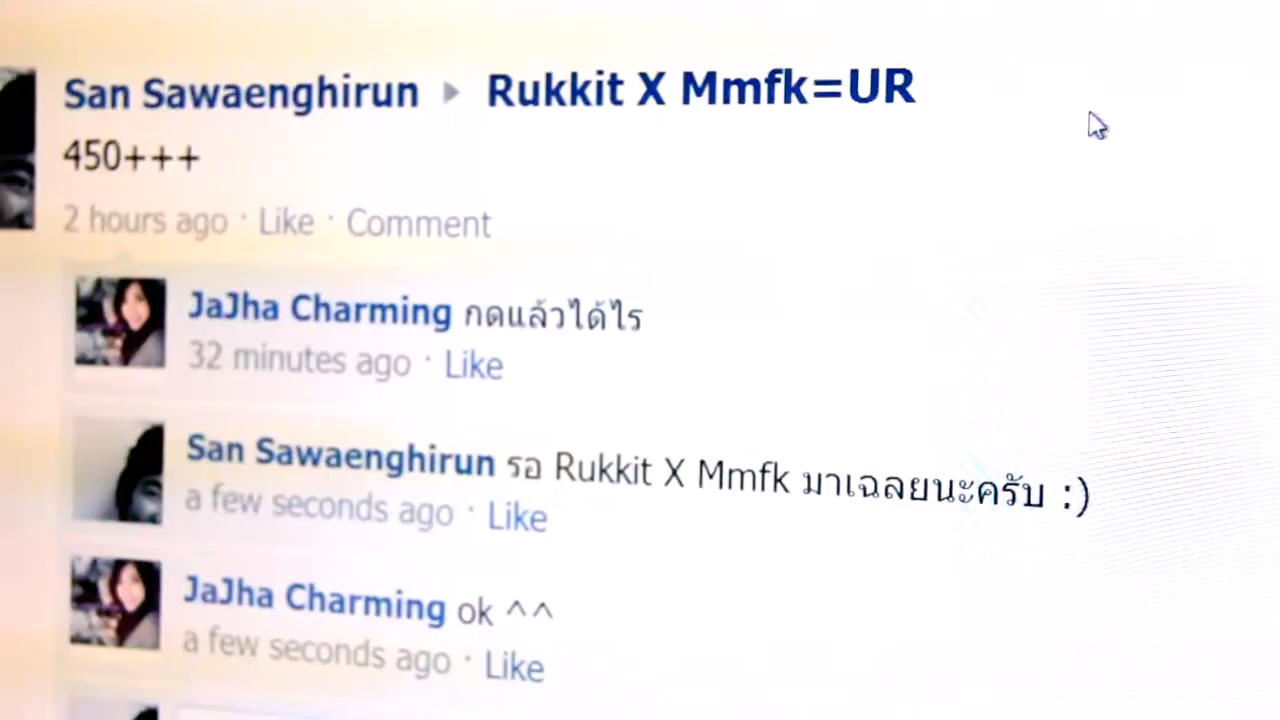 San Sawaenghirun ▸ Rukkit X Mmfk=UR
450+++
2 hours ago · Like · Comment
JaJha Charming กดแล้วได้ไร
32 minutes ago · Like
San Sawaenghirun รอ Rukkit X Mmfk มาเฉลยนะครับ :)
a few seconds ago · Like
JaJha Charming ok ^^
a few seconds ago · Like